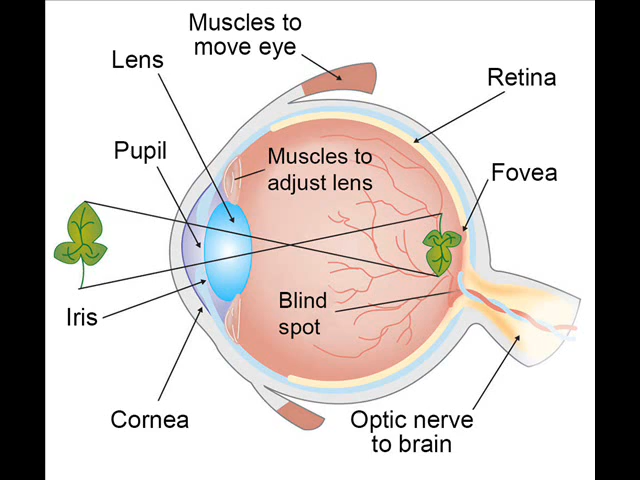 Muscles to
move eye
Lens
Retina
Pupil
Muscles to
adjust lens
Fovea
Iris
Blind
spot
Cornea
Optic nerve
to brain